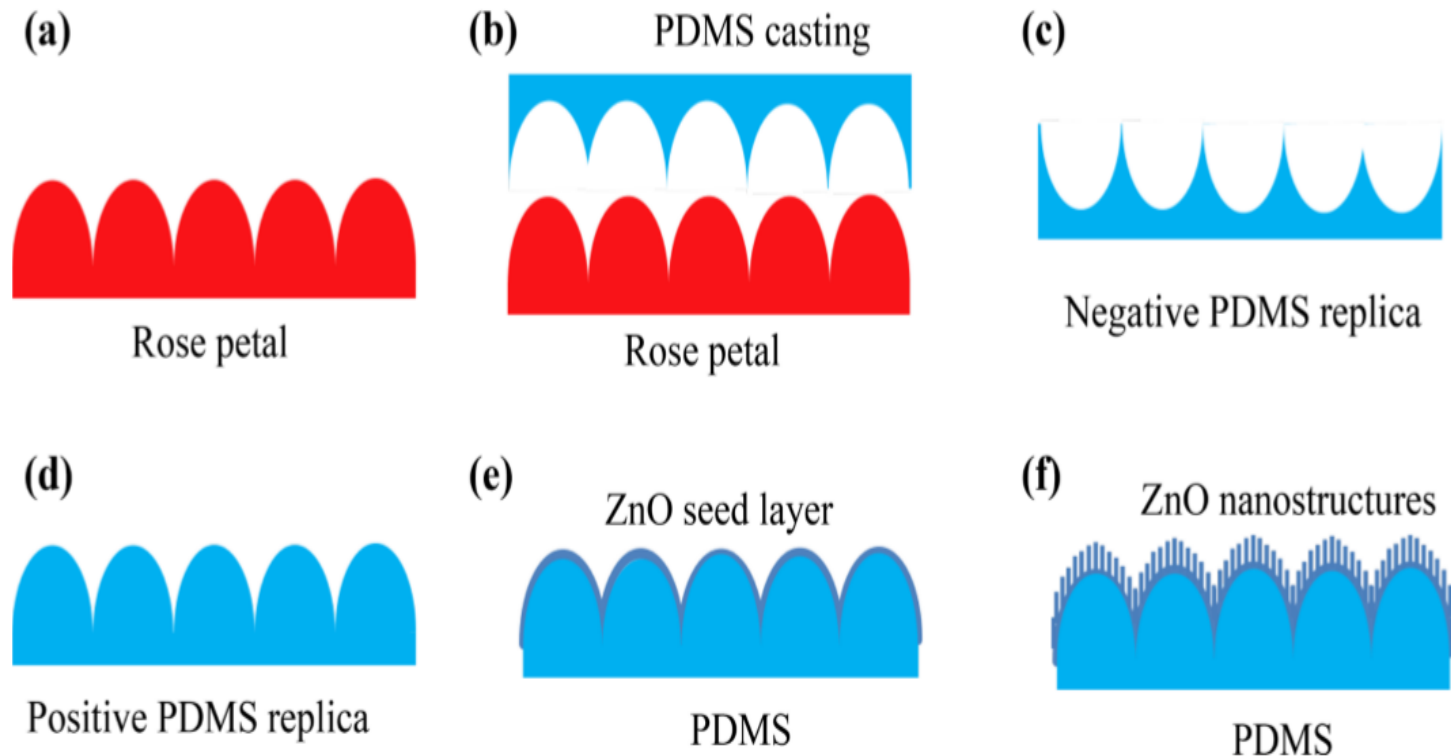 (a)
(b)
PDMS casting
(c)
Rose petal
Rose petal
Negative PDMS replica
(d)
(e)
ZnO seed layer
(f)
ZnO nanostructures
Positive PDMS replica
PDMS
PDMS